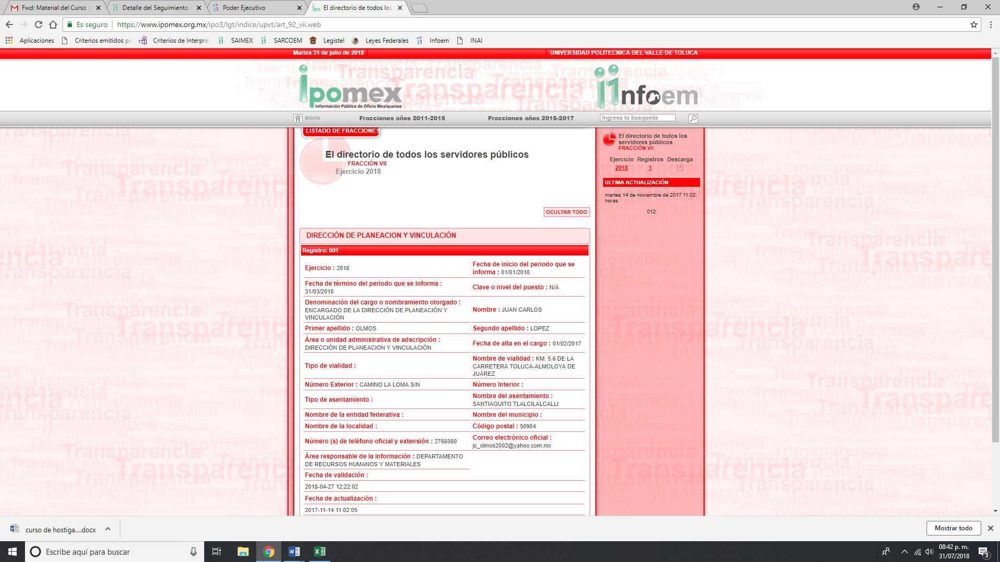 Fwd: Material del Curso
Detalle del Seguimiento
Poder Ejecutivo
El directorio de todos los
Es seguro
https://www.ipomex.org.mx/ipo3/lgt/indice/upvt/art_92_vii.web
Aplicaciones
Criterios emitidos
Criterios de Interpre
SAIMEX
SARCOEM
Legistel
Leyes Federales
Infoem
INAI
Martes 31 de julio de 2018
UNIVERSIDAD POLITECNICA DEL VALLE DE TOLUCA
Transparencia
ipomex
Información Pública de Oficio Mexiquense
infoem
Inicio
Fracciones años 2011-2015
Fracciones años 2015-2017
Ingresa tu busqueda
LISTADO DE FRACCIONES
El directorio de todos los servidores públicos
FRACCIÓN VII
Ejercicio 2018
El directorio de todos los
servidores públicos
FRACCIÓN VII
Ejercicio Registros Descarga
2018 1
ULTIMA ACTUALIZACIÓN
martes 14 de noviembre de 2017 11:02,
horas
012
OCULTAR TODO
DIRECCIÓN DE PLANEACION Y VINCULACIÓN
Registro: 001
Ejercicio : 2018
Fecha de inicio del periodo que se
informa : 01/01/2018
Fecha de término del periodo que se informa :
31/03/2018
Clave o nivel del puesto : N/A
Denominación del cargo o nombramiento otorgado :
ENCARGADO DE LA DIRECCIÓN DE PLANEACIÓN Y
VINCULACIÓN
Nombre : JUAN CARLOS
Primer apellido : OLMOS
Segundo apellido : LOPEZ
Área o unidad administrativa de adscripción :
DIRECCIÓN DE PLANEACION Y VINCULACIÓN
Fecha de alta en el cargo : 01/02/2017
Tipo de vialidad :
Nombre de vialidad : KM. 5.6 DE LA
CARRETERA TOLUCA-ALMOLOYA DE
JUÁREZ
Número Exterior : CAMINO LA LOMA S/N
Número Interior :
Tipo de asentamiento :
Nombre del asentamiento :
SANTIAGUITO TLALCILALCALLI
Nombre de la entidad federativa :
Nombre del municipio :
Nombre de la localidad :
Código postal : 50904
Número (s) de teléfono oficial y extensión : 2766060
Correo electrónico oficial :
jc_olmos2002@yahoo.com.mx
Área responsable de la información : DEPARTAMENTO
DE RECURSOS HUMANOS Y MATERIALES
Fecha de validación :
2018-04-27 12:22:02
Fecha de actualización :
2017-11-14 11:02:05
curso de hostiga....docx
Mostrar todo
Escribe aquí para buscar
08:42 p. m.
31/07/2018
3